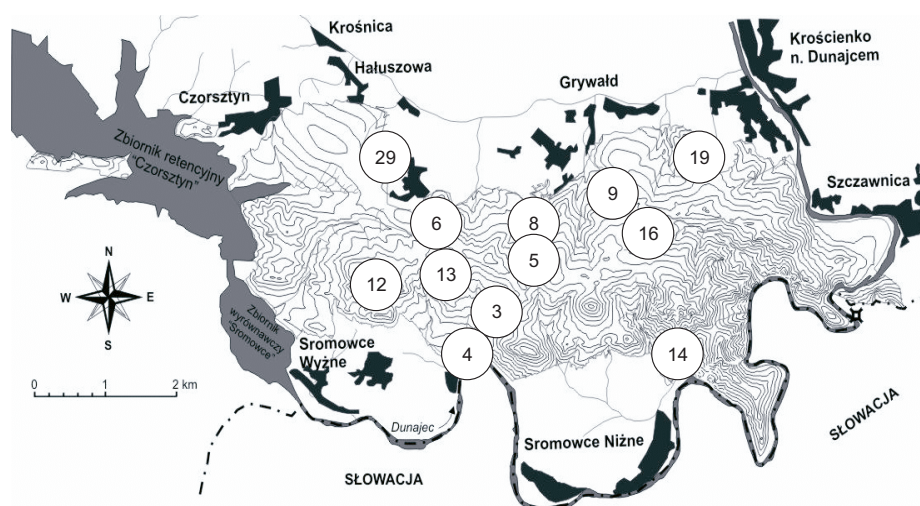 Krośnica
Hałuszowa
Krościenko
n. Dunajcem
Grywałd
Czorsztyn
Zbiornik retencyjny
"Czorsztyn"
29
19
Szczawnica
9
6
8
16
5
13
12
N
W E
S
3
Zbiornik
wyrównawczy
"Sromowce"
Sromowce
Wyżne
4
14
0 1 2 km
Dunajec
SŁOWACJA
Sromowce Niżne
SŁOWACJA